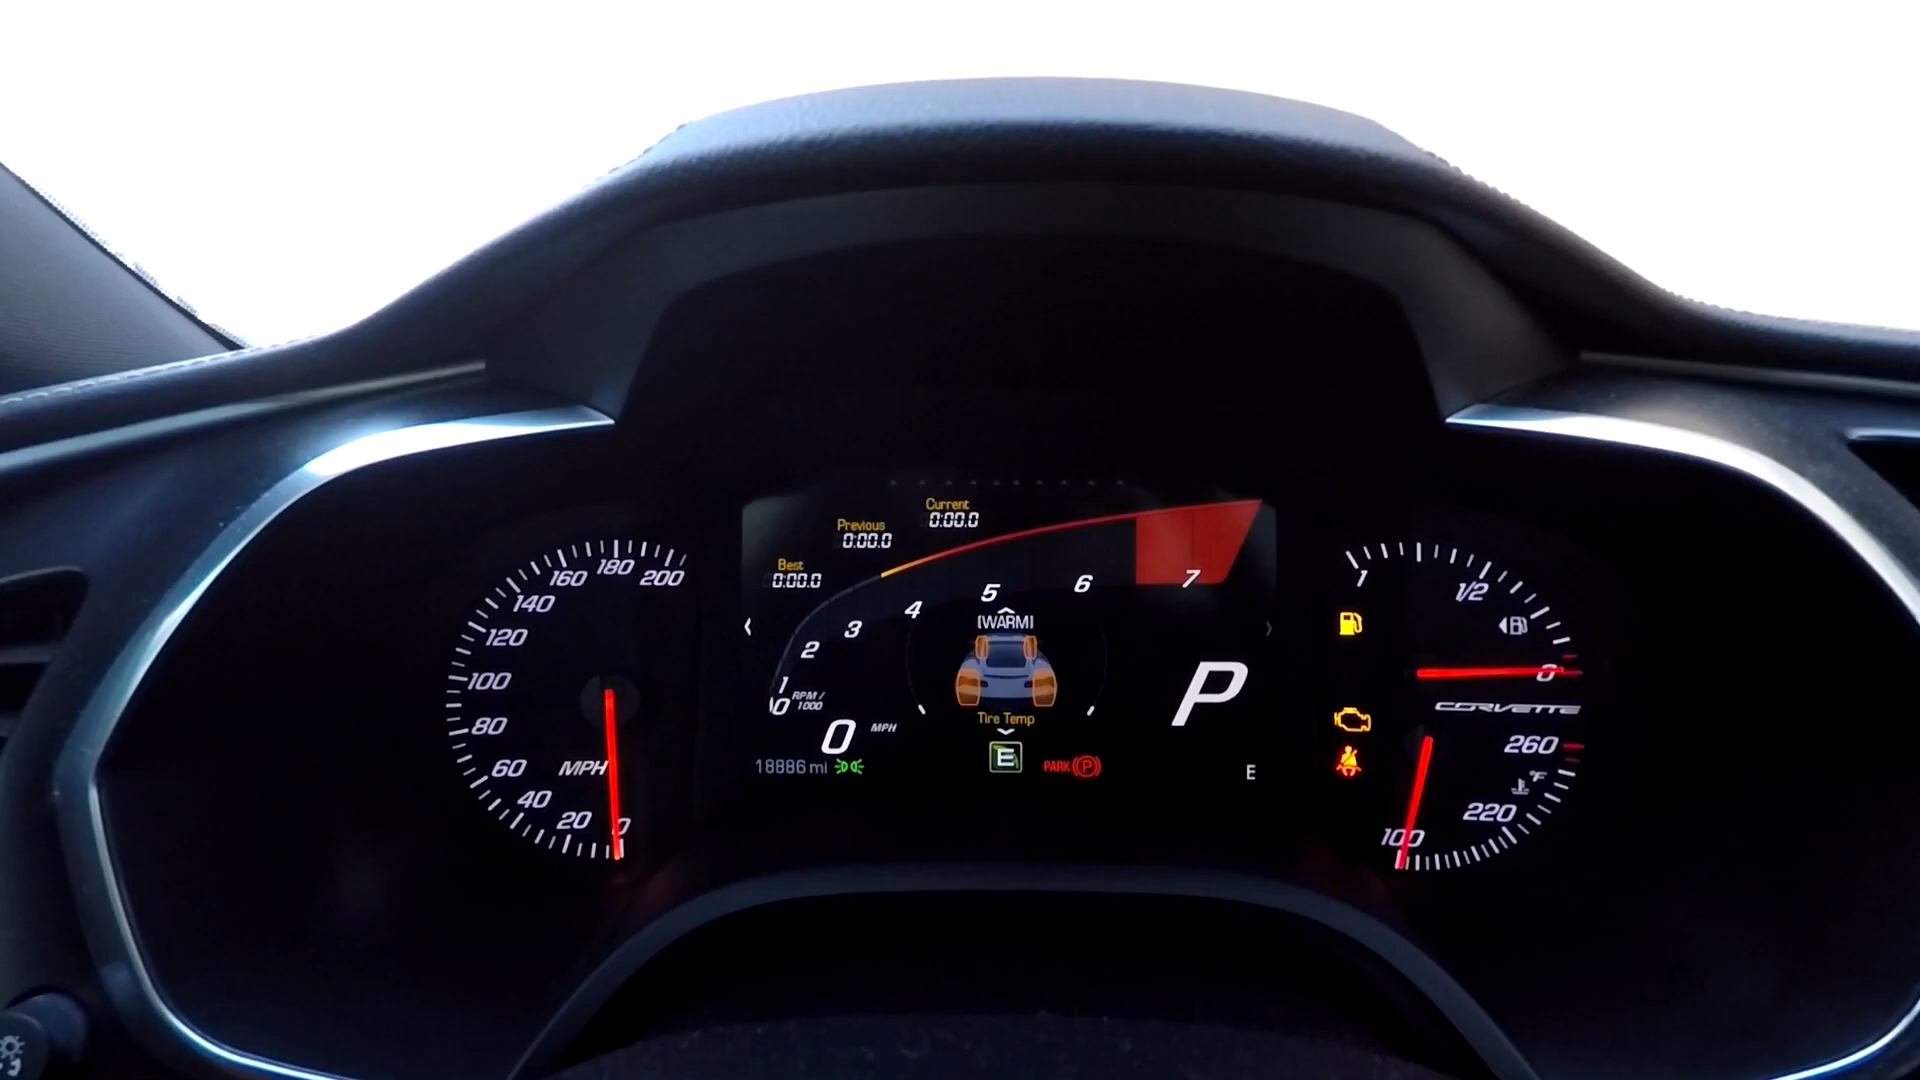 Current
0:00.0
Previous
0:00.0
Best
0:00.0
200
180
160
140
120
100
80
60
40
20
0
MPH
0
1
2
3
4
5
6
7
RPM/
1000
[WARM]
Tire Temp
0 MPH
18886 mi
E
PARK P
P
E
1
1/2
0
CORVETTE
260
°F
220
100